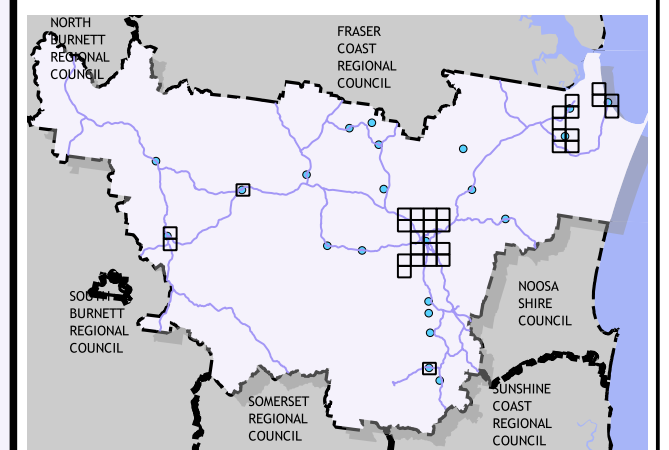 NORTH
BURNETT
REGIONAL
COUNCIL
FRASER
COAST
REGIONAL
COUNCIL
NOOSA
SHIRE
COUNCIL
SOUTH
BURNETT
REGIONAL
COUNCIL
SOMERSET
REGIONAL
COUNCIL
SUNSHINE
COAST
REGIONAL
COUNCIL